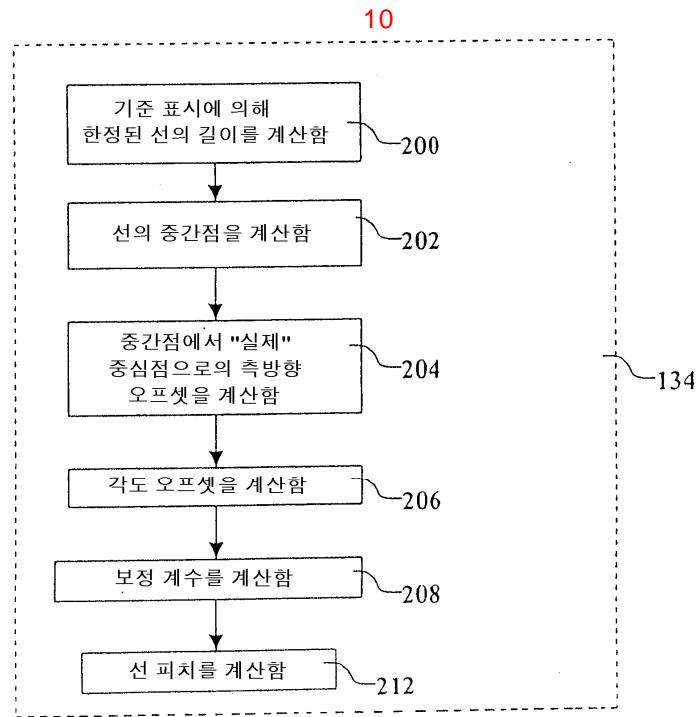 10
기준 표시에 의해
한정된 선의 길이를 계산함
200
선의 중간점을 계산함
202
중간점에서 "실제"
중심점으로의 측방향
오프셋을 계산함
204
134
각도 오프셋을 계산함
206
보정 계수를 계산함
208
선 피치를 계산함
212